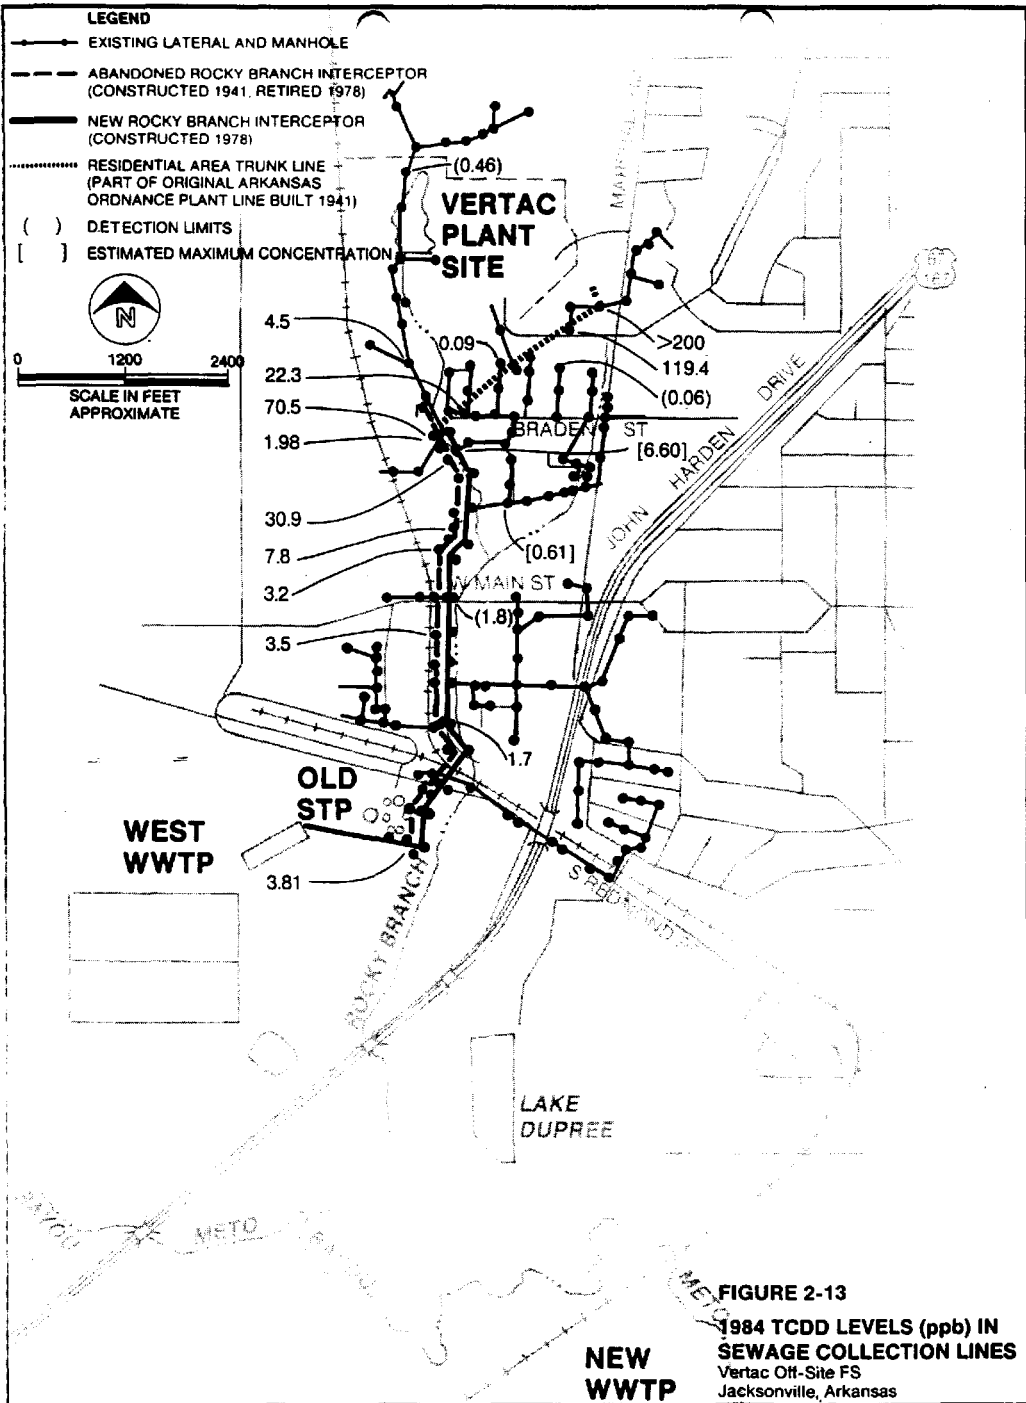 LEGEND
EXISTING LATERAL AND MANHOLE
ABANDONED ROCKY BRANCH INTERCEPTOR
(CONSTRUCTED 1941, RETIRED 1978)
NEW ROCKY BRANCH INTERCEPTOR
(CONSTRUCTED 1978)
RESIDENTIAL AREA TRUNK LINE
(PART OF ORIGINAL ARKANSAS
ORDNANCE PLANT LINE BUILT 1941)
( ) DETECTION LIMITS
[ ] ESTIMATED MAXIMUM CONCENTRATION
N
0 1200 2400
SCALE IN FEET
APPROXIMATE
(0.46)
VERTAC
PLANT
SITE
4.5
0.09
>200
119.4
22.3
(0.06)
70.5
BRADEN ST
1.98
[6.60]
DRIVE
HARDEN
JOHN
30.9
7.8
[0.61]
3.2
W MAIN ST
(1.8)
3.5
1.7
OLD
STP
WEST
WWTP
3.81
S REDMOND
ROCKY BRANCH
LAKE
DUPREE
BAYOU
METO
METO
NEW
WWTP
FIGURE 2-13
1984 TCDD LEVELS (ppb) IN
SEWAGE COLLECTION LINES
Vertac Off-Site FS
Jacksonville, Arkansas